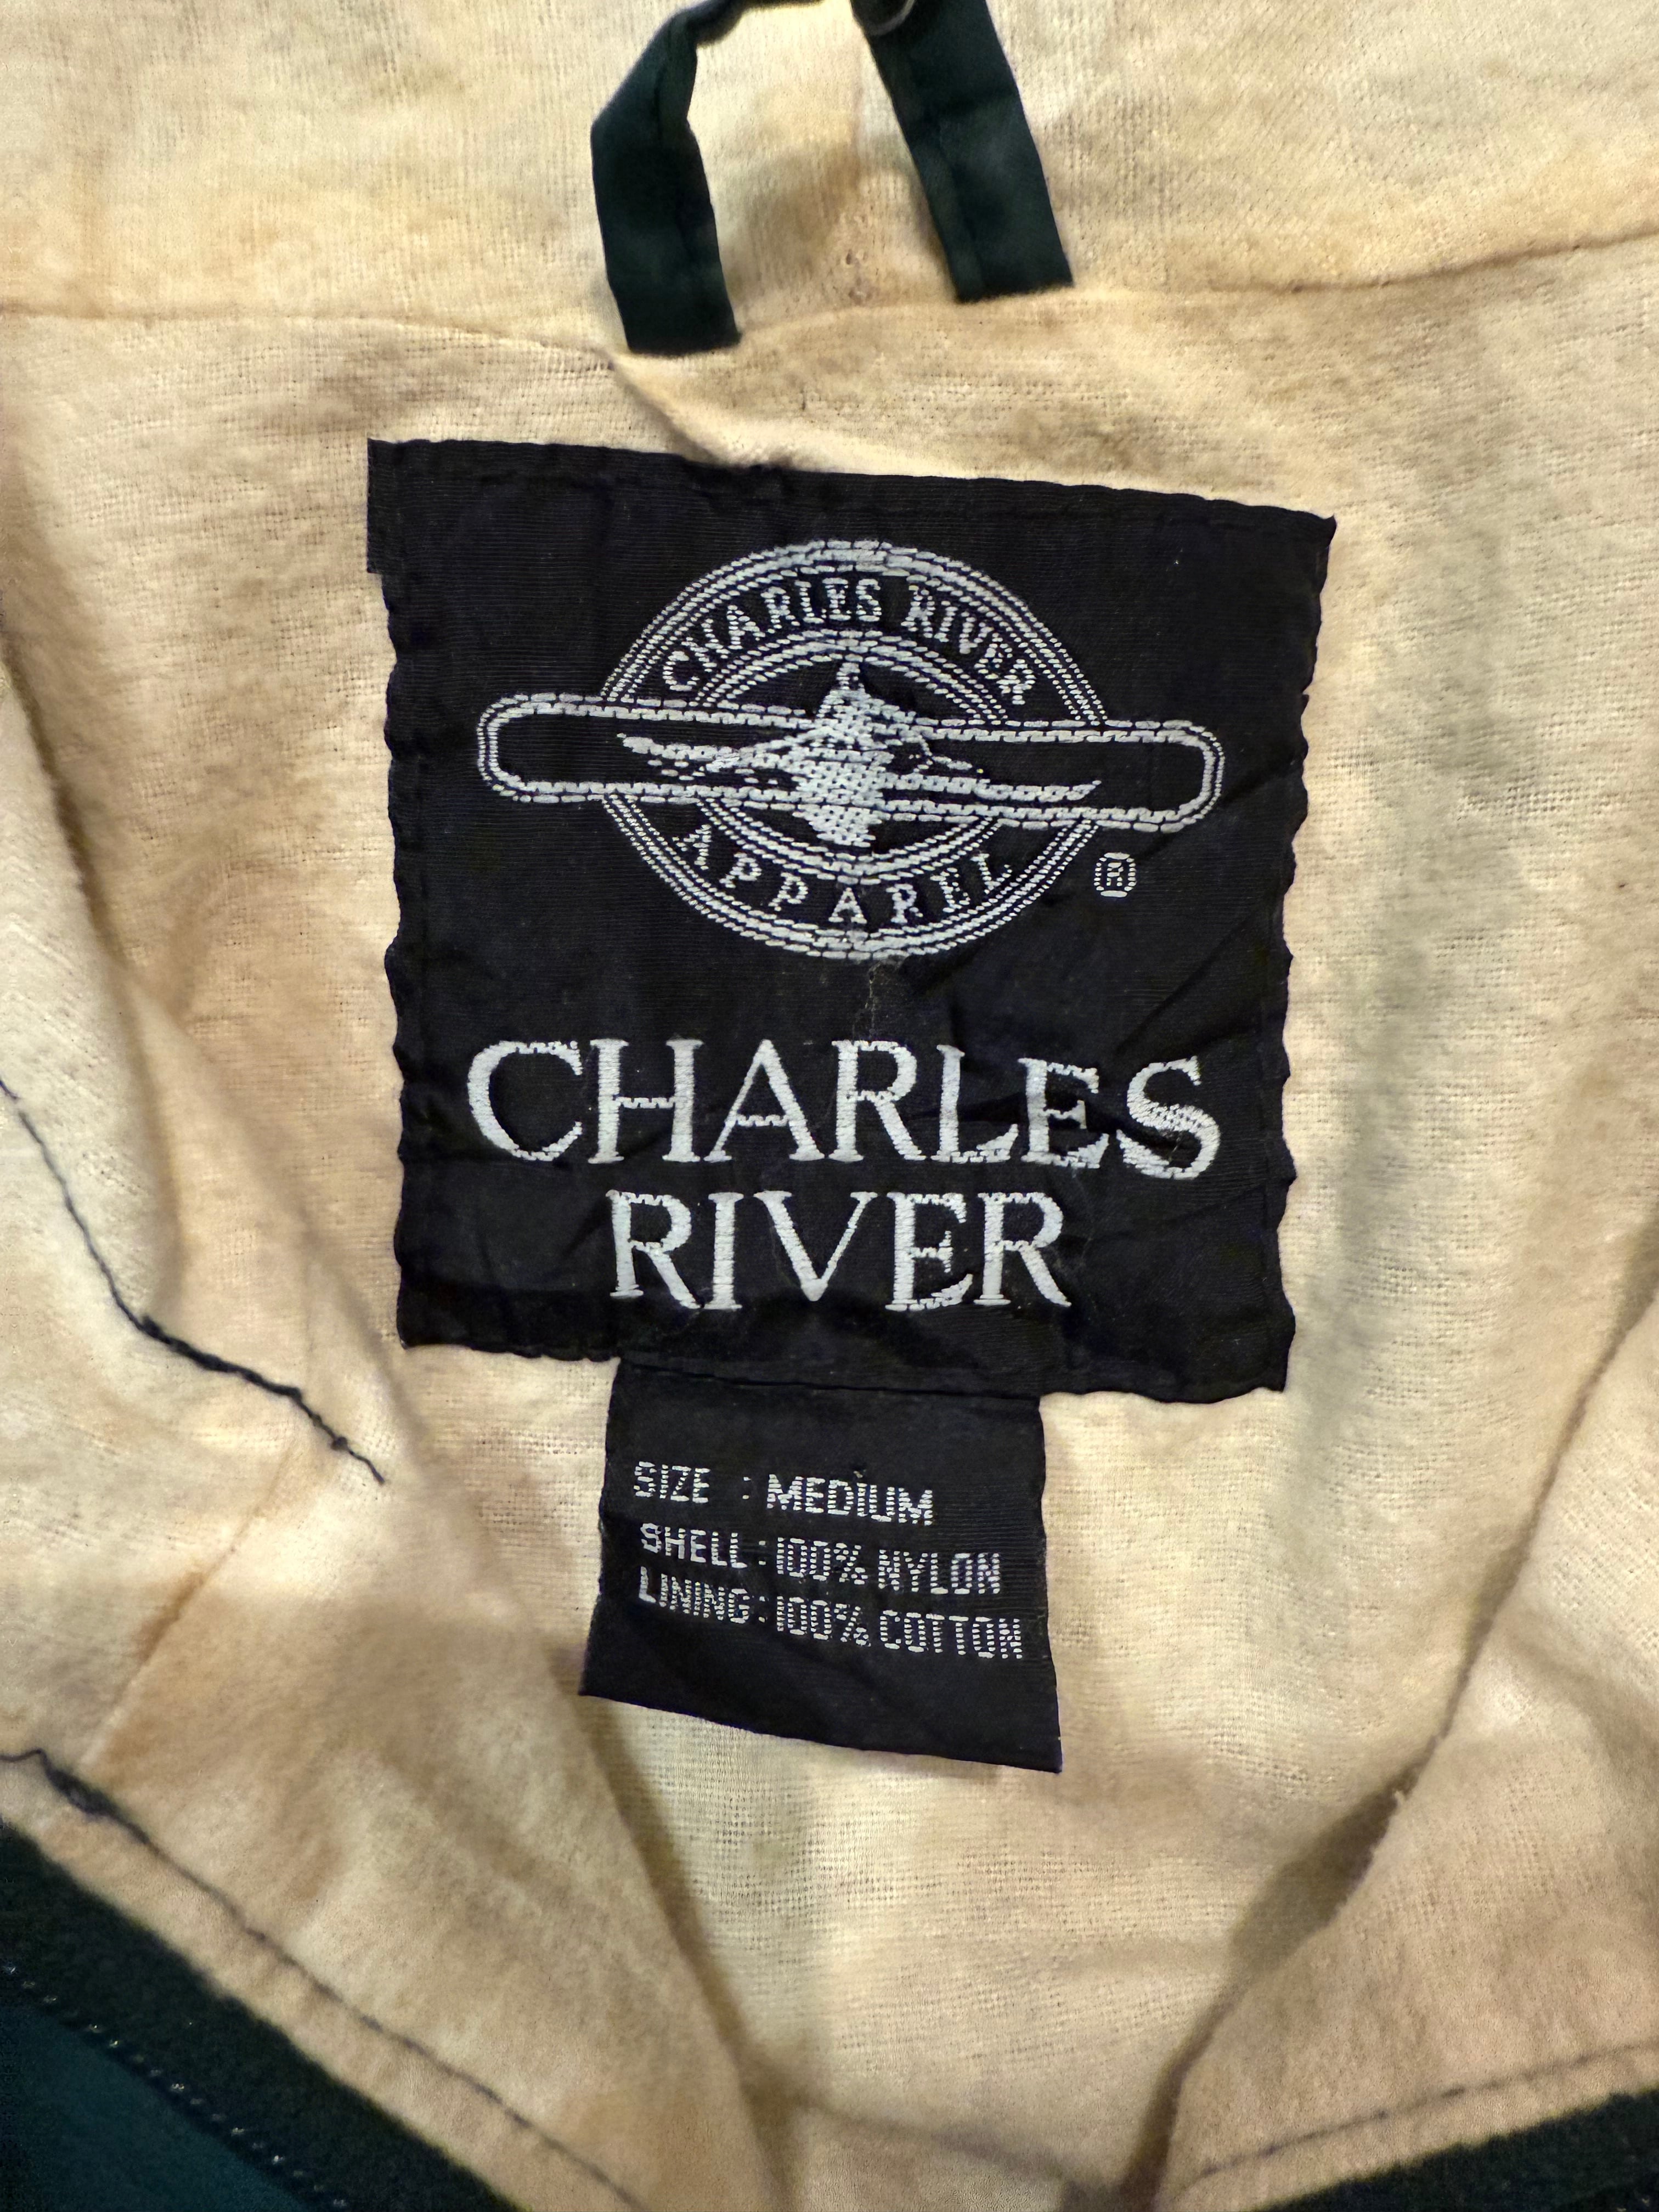 CHARLES RIVER
APPAREL
®
CHARLES
RIVER
SIZE : MEDIUM
SHELL : 100% NYLON
LINING : 100% COTTON